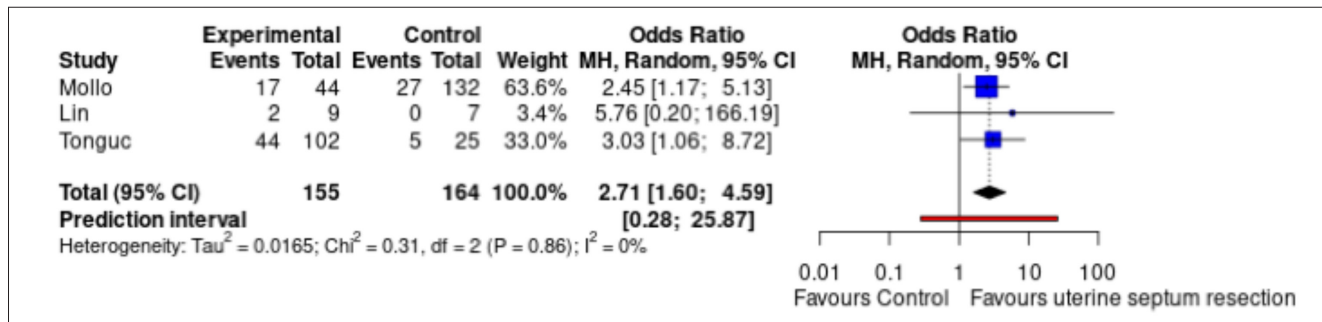 Experimental Control Odds Ratio Odds Ratio
Study Events Total Events Total Weight MH, Random, 95% CI MH, Random, 95% CI
Mollo 17 44 27 132 63.6% 2.45 [1.17; 5.13]
Lin 2 9 0 7 3.4% 5.76 [0.20; 166.19]
Tonguc 44 102 5 25 33.0% 3.03 [1.06; 8.72]
Total (95% CI) 155 164 100.0% 2.71 [1.60; 4.59]
Prediction interval [0.28; 25.87]
Heterogeneity: Tau² = 0.0165; Chi² = 0.31, df = 2 (P = 0.86); I² = 0%
0.01 0.1 1 10 100
Favours Control Favours uterine septum resection